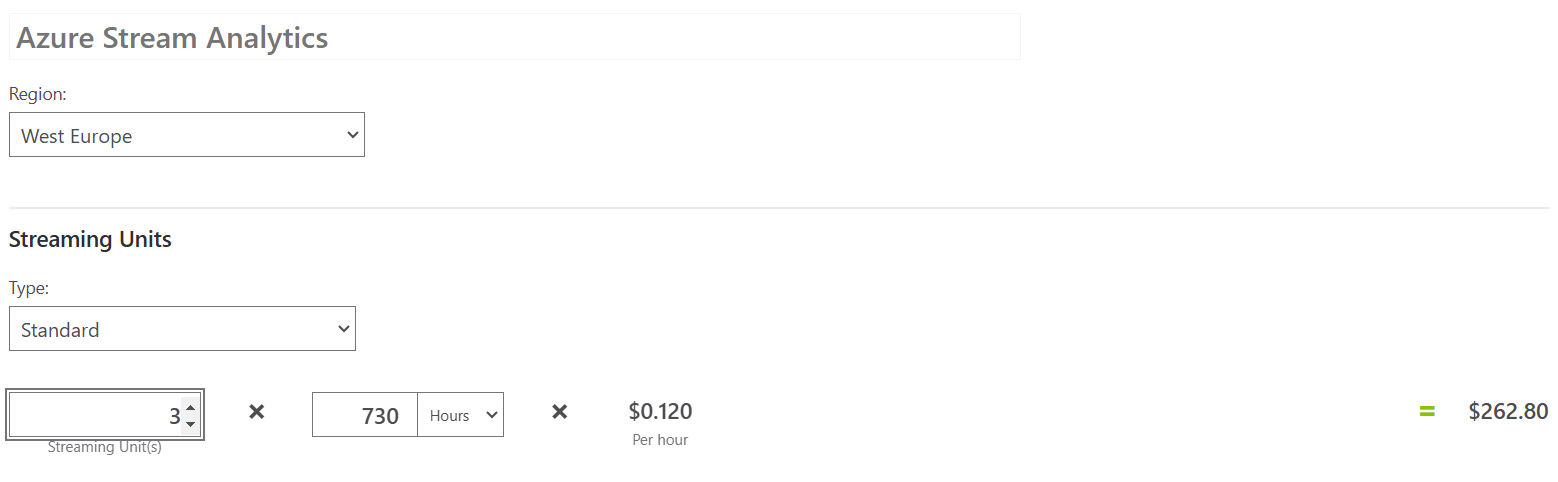 Azure Stream Analytics
Region:
West Europe
Streaming Units
Type:
Standard
3 × 730 Hours × $0.120 = $262.80
Streaming Unit(s) Per hour